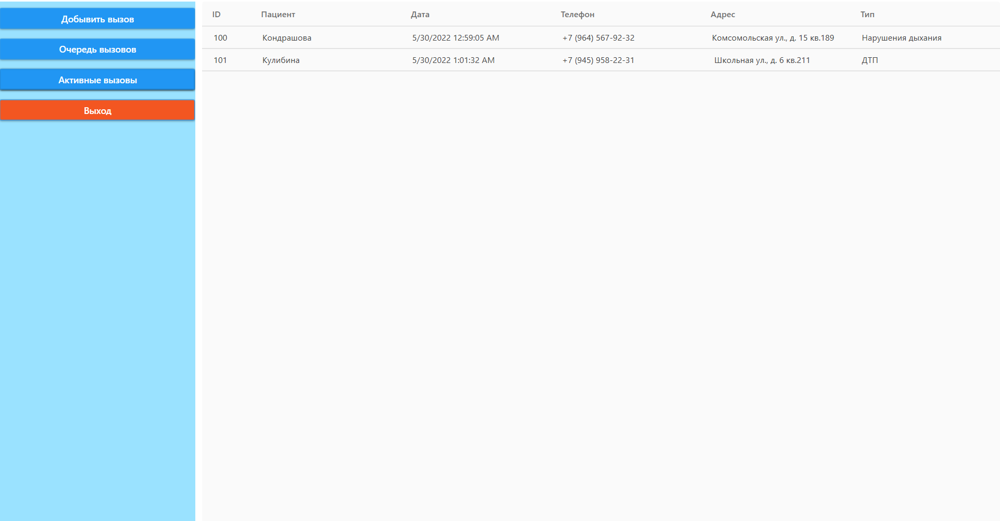 Добывить вызов
Очередь вызовов
Активные вызовы
Выход
ID Пациент Дата Телефон Адрес Тип
100 Кондрашова 5/30/2022 12:59:05 AM +7 (964) 567-92-32 Комсомольская ул., д. 15 кв.189 Нарушения дыхания
101 Кулибина 5/30/2022 1:01:32 AM +7 (945) 958-22-31 Школьная ул., д. 6 кв.211 ДТП